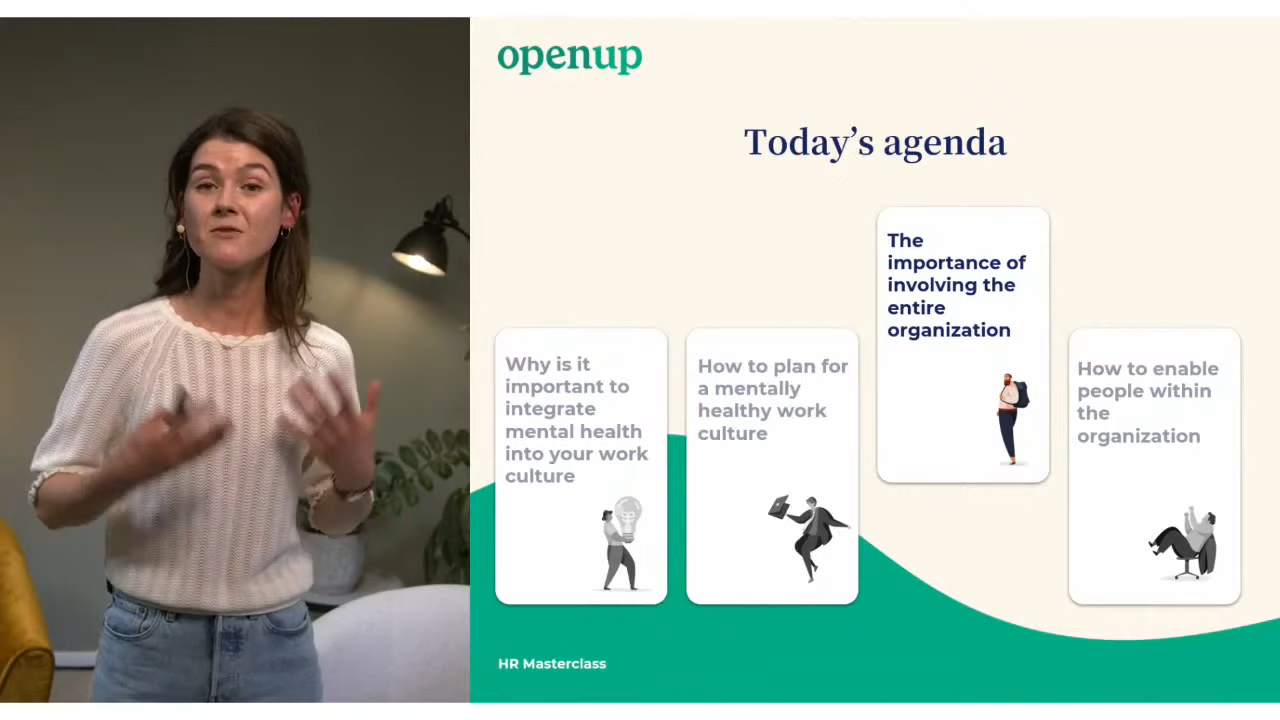 openup
Today's agenda
Why is it
important to
integrate
mental health
into your work
culture
How to plan for
a mentally
healthy work
culture
The
importance of
involving the
entire
organization
How to enable
people within
the
organization
HR Masterclass